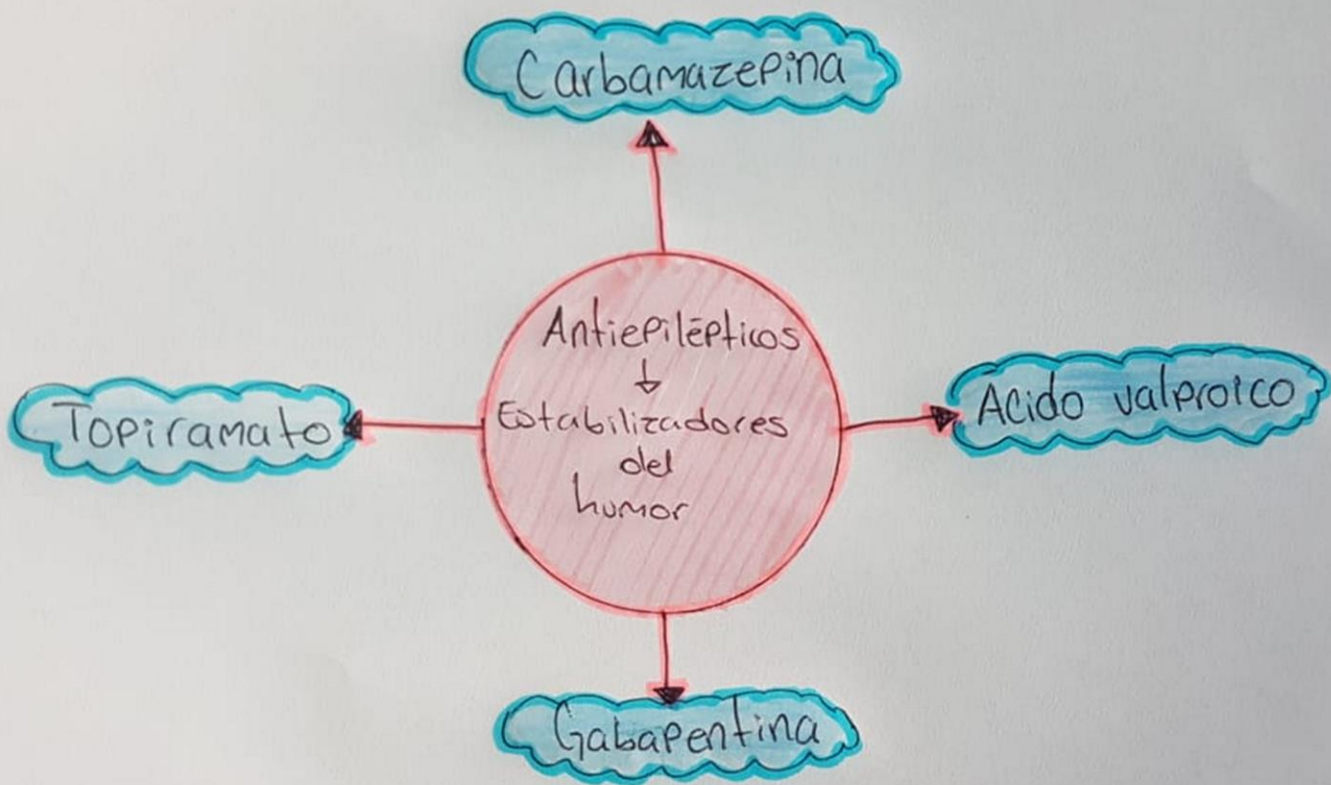 Carbamazepina
Antiepilépticos
↓
Estabilizadores
del
humor
Topiramato
Acido valproico
Gabapentina